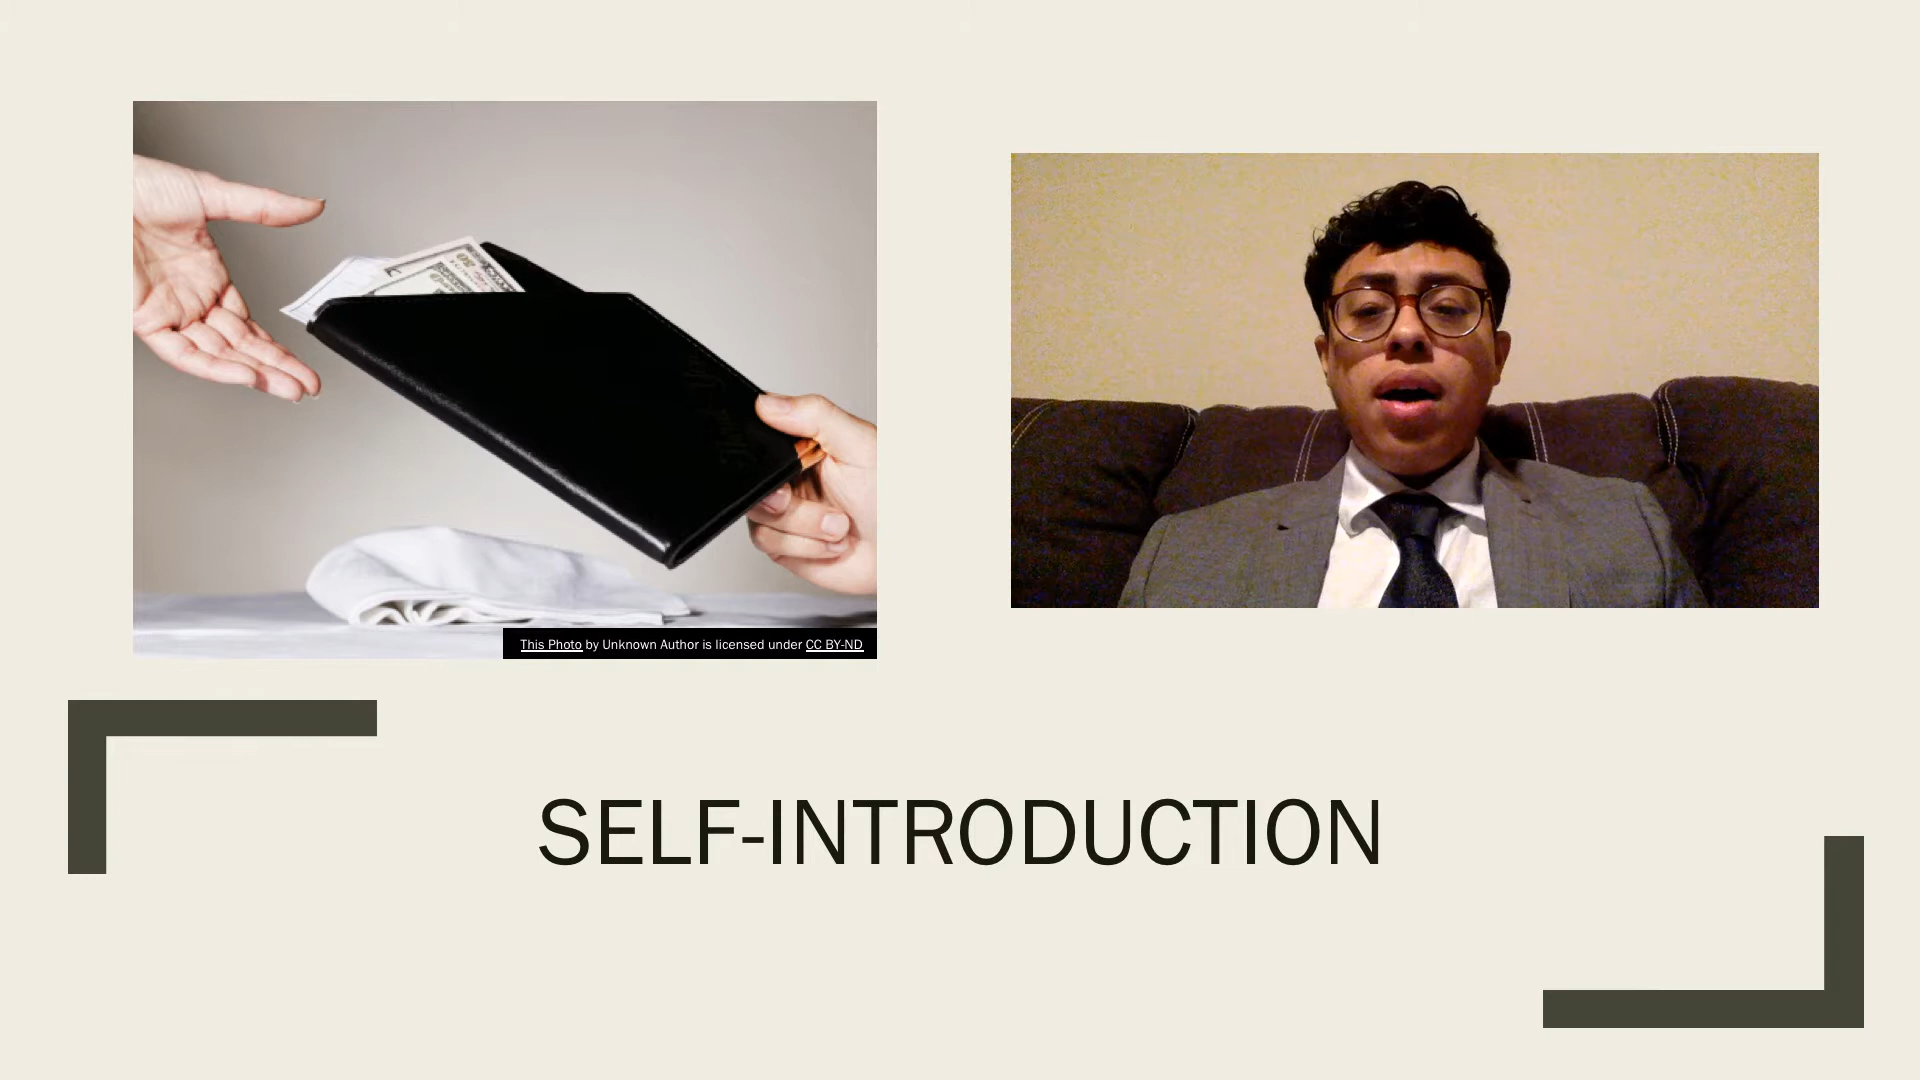 This Photo by Unknown Author is licensed under CC BY-ND
SELF-INTRODUCTION